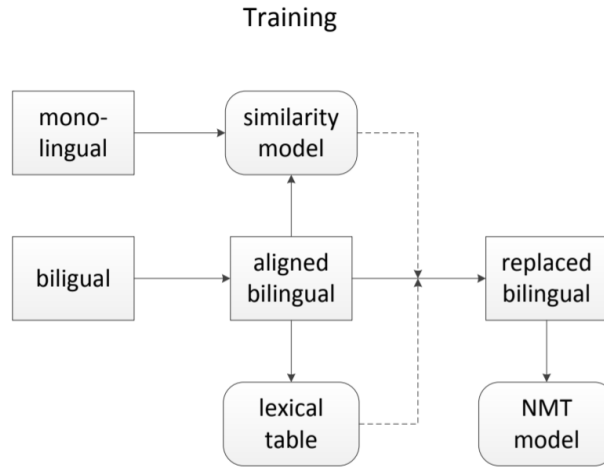 Training
mono-
lingual
similarity
model
biligual
aligned
bilingual
replaced
bilingual
lexical
table
NMT
model